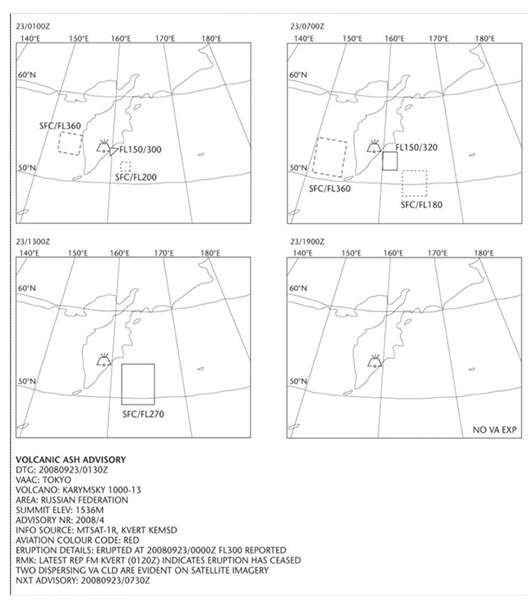 23/0100Z
140°E 150°E 160°E 170°E 180°E
60°N
SFC/FL360
FL150/300
50°N
SFC/FL200
23/0700Z
140°E 150°E 160°E 170°E 180°E
60°N
FL150/320
50°N
SFC/FL360
SFC/FL180
23/1300Z
140°E 150°E 160°E 170°E 180°E
60°N
50°N
SFC/FL270
23/1900Z
140°E 150°E 160°E 170°E 180°E
60°N
50°N
NO VA EXP
VOLCANIC ASH ADVISORY
DTG: 20080923/0130Z
VAAC: TOKYO
VOLCANO: KARYMSKY 1000-13
AREA: RUSSIAN FEDERATION
SUMMIT ELEV: 1536M
ADVISORY NR: 2008/4
INFO SOURCE: MTSAT-1R, KVERT KEMSD
AVIATION COLOUR CODE: RED
ERUPTION DETAILS: ERUPTED AT 20080923/0000Z FL300 REPORTED
RMK: LATEST REP FM KVERT (0120Z) INDICATES ERUPTION HAS CEASED
TWO DISPERSING VA CLD ARE EVIDENT ON SATELLITE IMAGERY
NXT ADVISORY: 20080923/0730Z